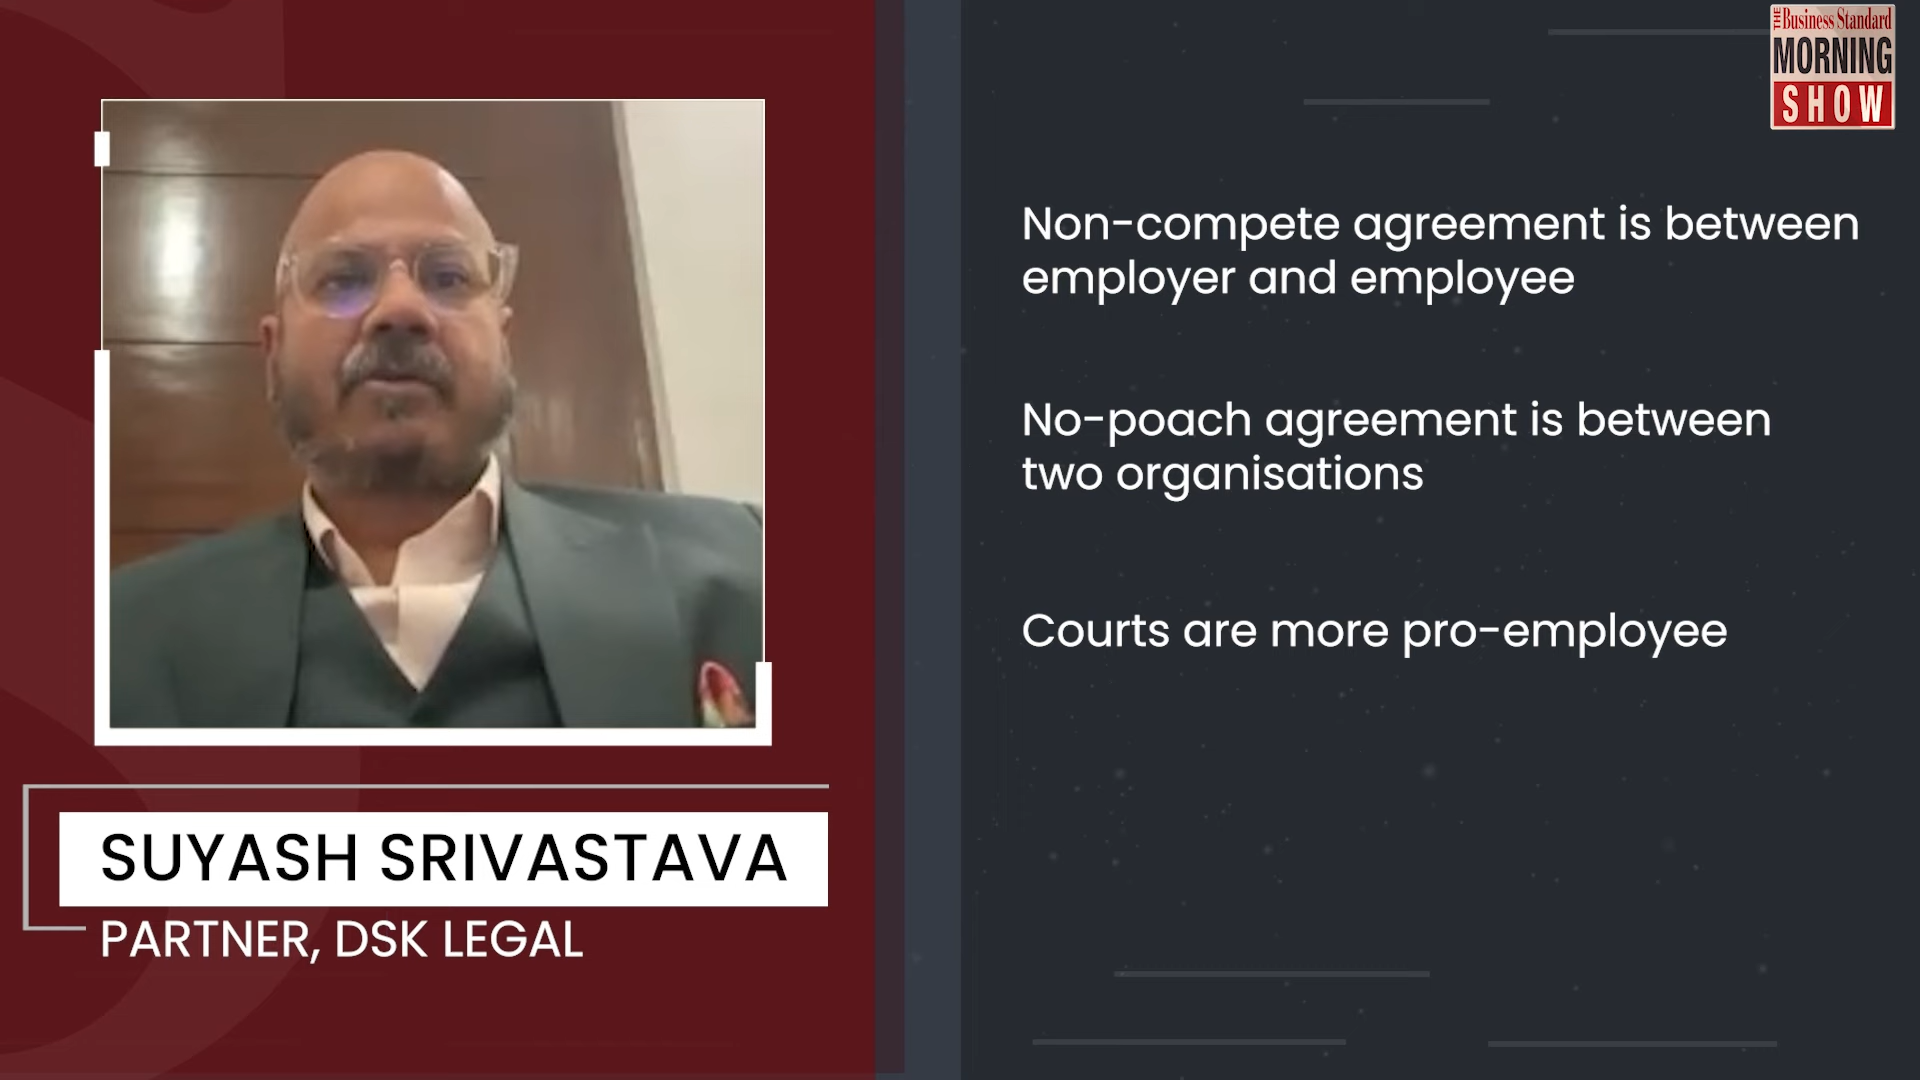 THE Business Standard
MORNING
SHOW
Non-compete agreement is between
employer and employee
No-poach agreement is between
two organisations
Courts are more pro-employee
SUYASH SRIVASTAVA
PARTNER, DSK LEGAL